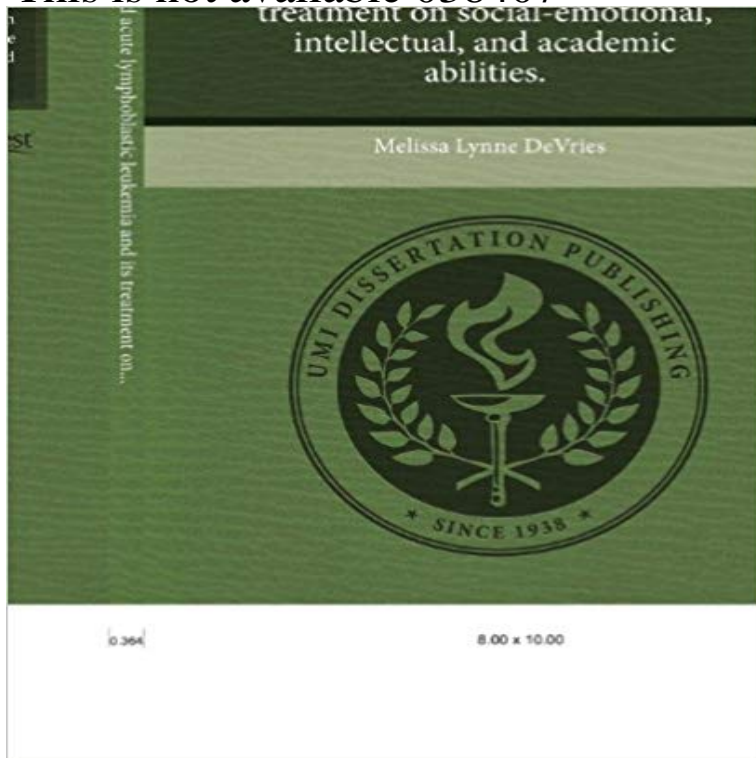 treatment on social-emotional,
intellectual, and academic
abilities.
st
acute lymphoblastic leukemia and its treatment on...
Melissa Lynne DeVries
UMI DISSERTATION PUBLISHING
* SINCE 1938 *
0.364
8.00 x 10.00